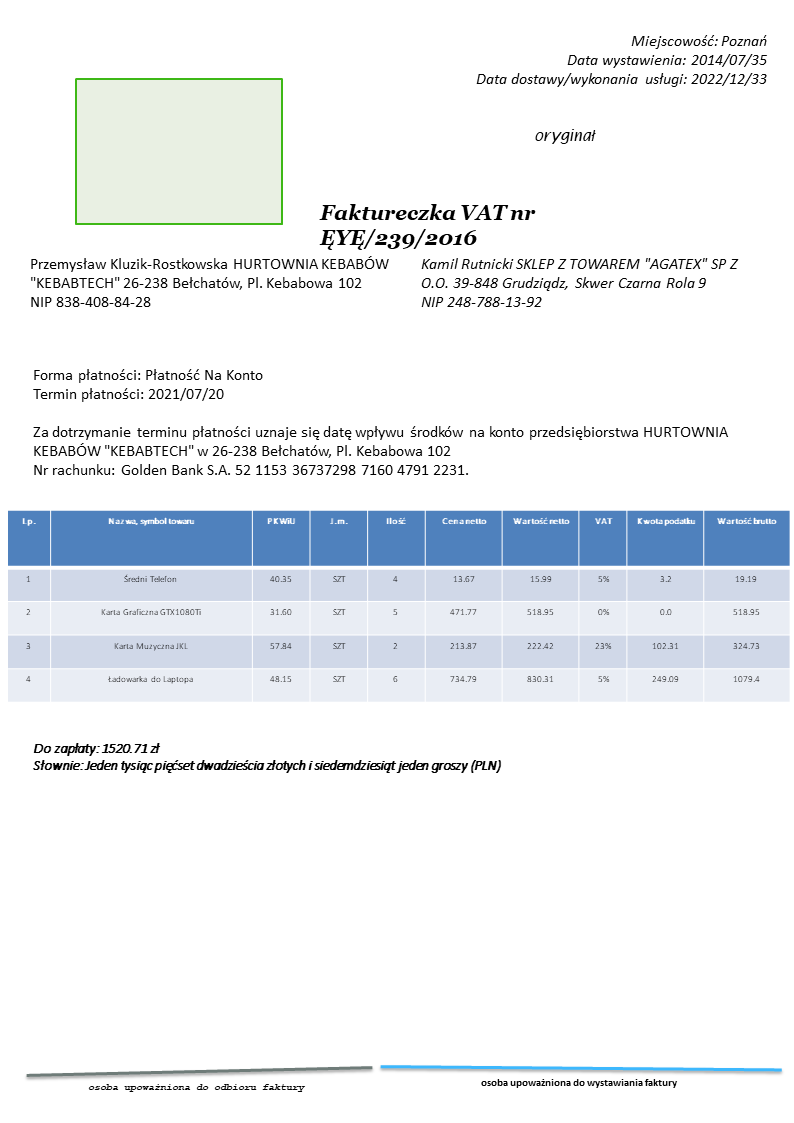 Miejscowość: Poznań
Data wystawienia: 2014/07/35
Data dostawy/wykonania usługi: 2022/12/33
oryginał
Faktureczka VAT nr
ĘYĘ/239/2016
Przemysław Kluzik-Rostkowska HURTOWNIA KEBABÓW
"KEBABTECH" 26-238 Bełchatów, Pl. Kebabowa 102
NIP 838-408-84-28
Kamil Rutnicki SKLEP Z TOWAREM "AGATEX" SP Z
O.O. 39-848 Grudziądz, Skwer Czarna Rola 9
NIP 248-788-13-92
Forma płatności: Płatność Na Konto
Termin płatności: 2021/07/20
Za dotrzymanie terminu płatności uznaje się datę wpływu środków na konto przedsiębiorstwa HURTOWNIA
KEBABÓW "KEBABTECH" w 26-238 Bełchatów, Pl. Kebabowa 102
Nr rachunku: Golden Bank S.A. 52 1153 36737298 7160 4791 2231.
Lp. Nazwa, symbol towaru PKWiU J.m. Ilość Cena netto Wartość netto VAT Kwota podatku Wartość brutto
1 Średni Telefon 40.35 SZT 4 13.67 15.99 5% 3.2 19.19
2 Karta Graficzna GTX1080Ti 31.60 SZT 5 471.77 518.95 0% 0.0 518.95
3 Karta Muzyczna JKL 57.84 SZT 2 213.87 222.42 23% 102.31 324.73
4 Ładowarka do Laptopa 48.15 SZT 6 734.79 830.31 5% 249.09 1079.4
Do zapłaty: 1520.71 zł
Słownie: Jeden tysiąc pięćset dwadzieścia złotych i siedemdziesiąt jeden groszy (PLN)
osoba upoważniona do odbioru faktury
osoba upoważniona do wystawiania faktury